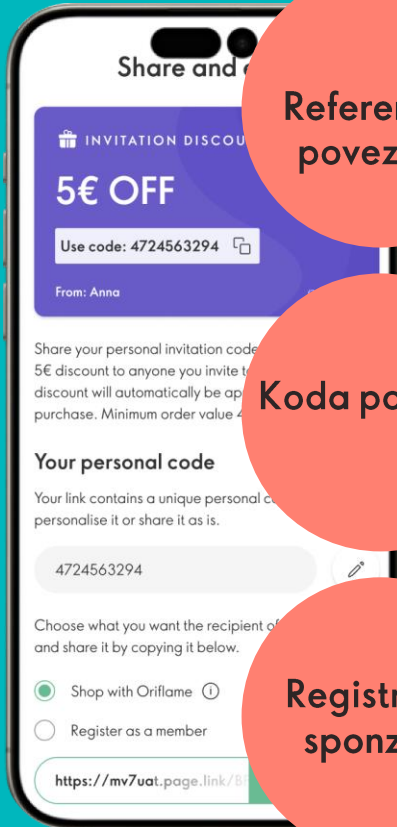 Share and
INVITATION DISCOU
5€ OFF
Use code: 4724563294
From: Anna
Share your personal invitation code
5€ discount to anyone you invite
discount will automatically be
purchase. Minimum order value
Your personal code
Your link contains a unique personal
personalise it or share it as is.
4724563294
Choose what you want the recipient
and share it by copying it below.
Shop with Oriflame
Register as a member
https://mv7uat.page.link/
Referen
povez
Koda po
Registr
sponz